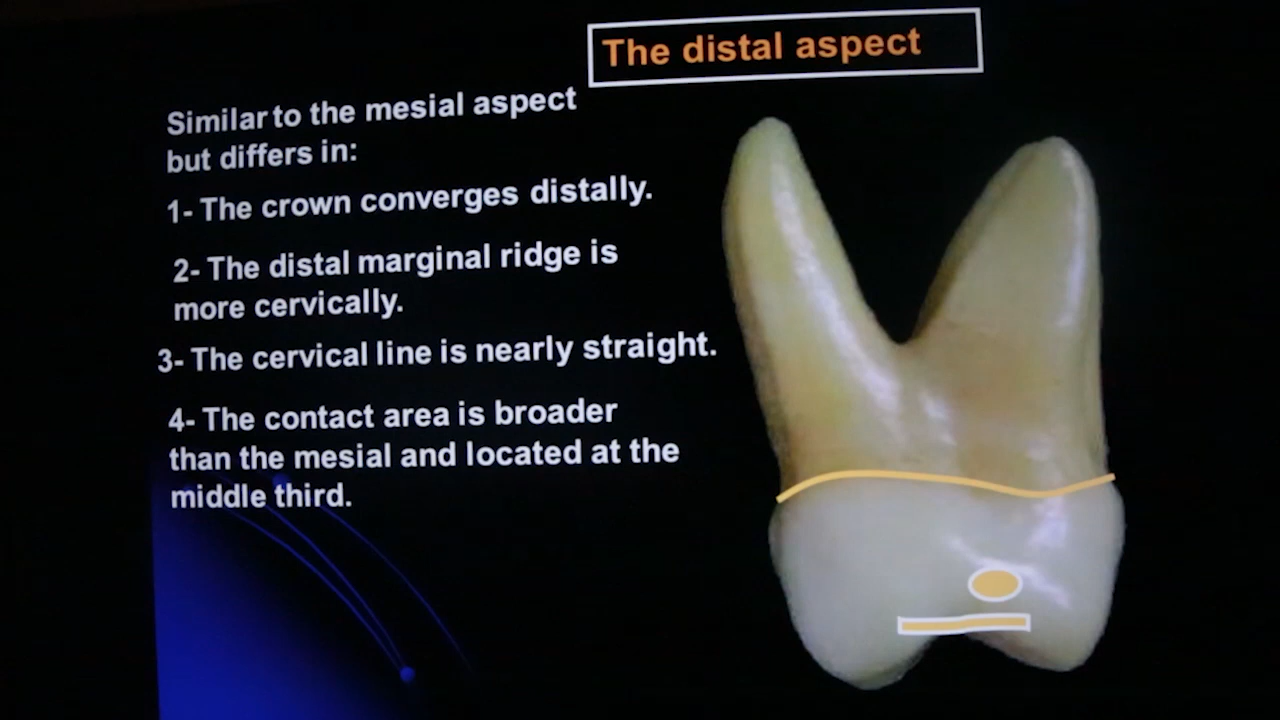 The distal aspect
Similar to the mesial aspect
but differs in:
1- The crown converges distally.
2- The distal marginal ridge is
more cervically.
3- The cervical line is nearly straight.
4- The contact area is broader
than the mesial and located at the
middle third.